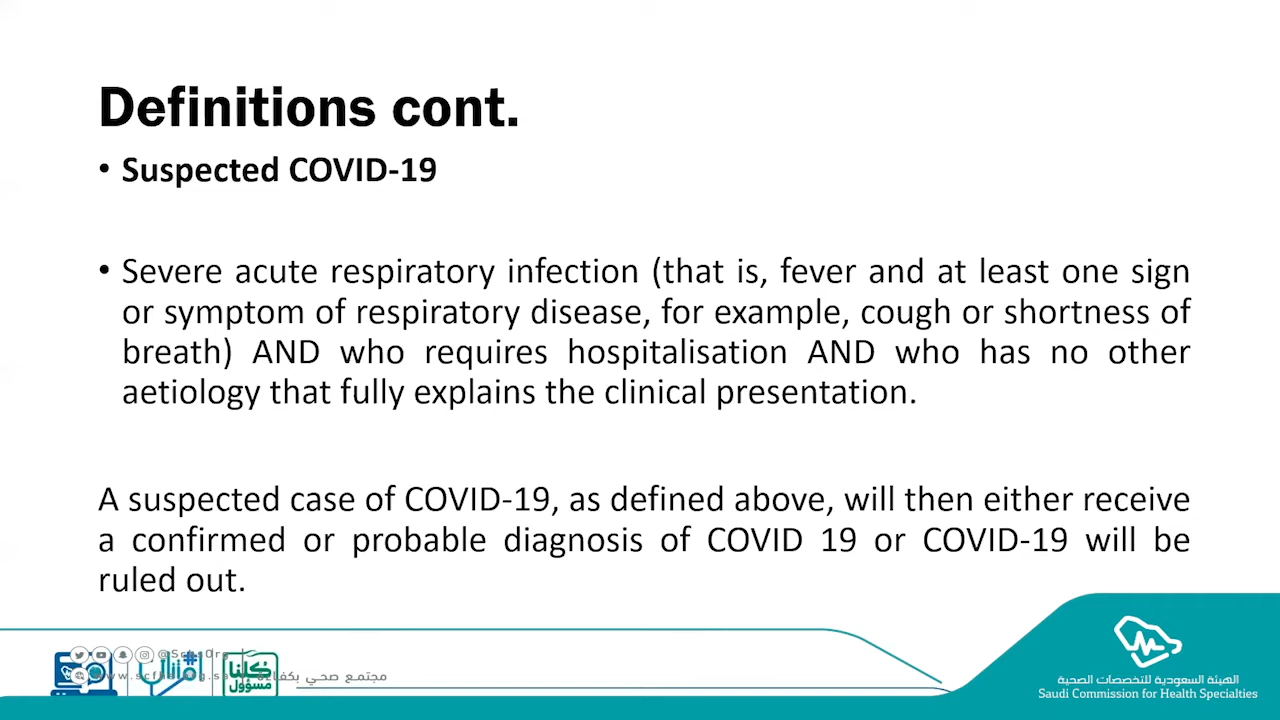 Definitions cont.
• Suspected COVID-19
• Severe acute respiratory infection (that is, fever and at least one sign
or symptom of respiratory disease, for example, cough or shortness of
breath) AND who requires hospitalisation AND who has no other
aetiology that fully explains the clinical presentation.
A suspected case of COVID-19, as defined above, will then either receive
a confirmed or probable diagnosis of COVID 19 or COVID-19 will be
ruled out.
كلنا
مسؤول
مجتمع صحي بكفاءة
الهيئة السعودية للتخصصات الصحية
Saudi Commission for Health Specialties